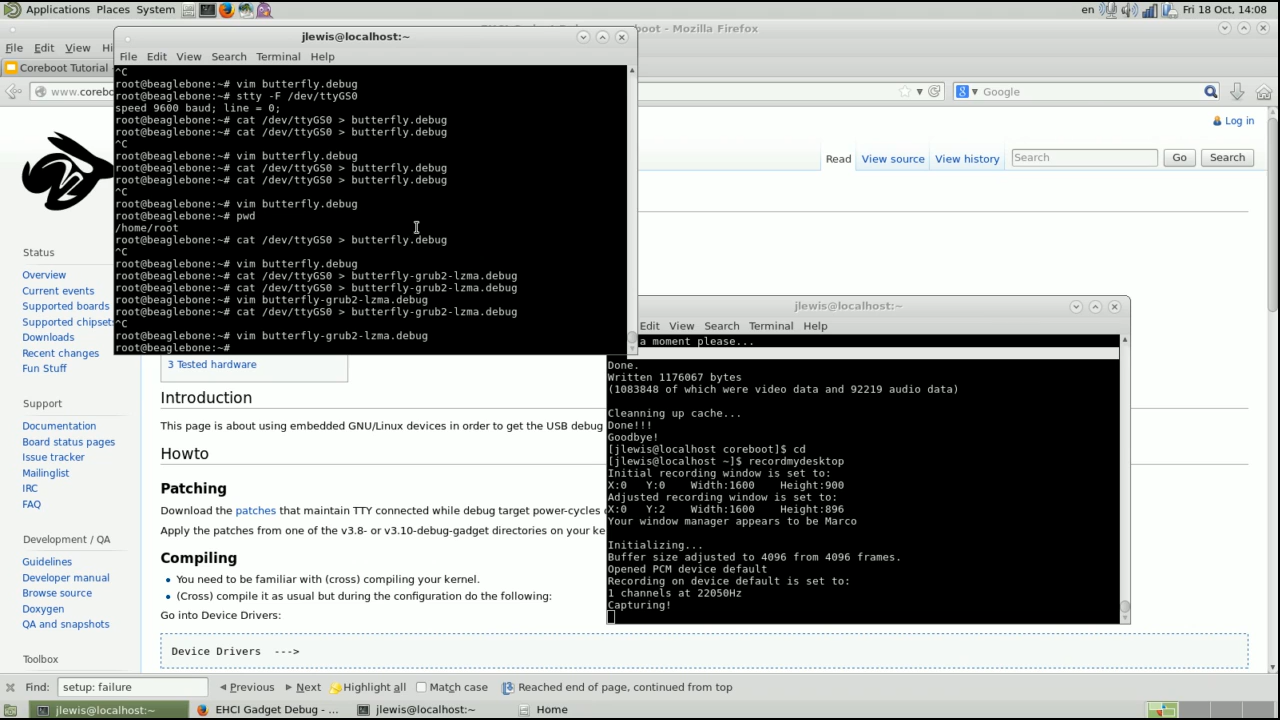 Applications Places System
en
Fri 18 Oct, 14:08
EHCI Gadget Debug - coreboot - Mozilla Firefox
File Edit View Hi
Coreboot Tutorial
www.coreb
Google
Log in
Read View source View history
Search
Go
Search
jlewis@localhost:~
File Edit View Search Terminal Help
^C
root@beaglebone:~# vim butterfly.debug
root@beaglebone:~# stty -F /dev/ttyGS0
speed 9600 baud; line = 0;
root@beaglebone:~# cat /dev/ttyGS0 > butterfly.debug
root@beaglebone:~# cat /dev/ttyGS0 > butterfly.debug
^C
root@beaglebone:~# vim butterfly.debug
root@beaglebone:~# cat /dev/ttyGS0 > butterfly.debug
root@beaglebone:~# cat /dev/ttyGS0 > butterfly.debug
^C
root@beaglebone:~# vim butterfly.debug
root@beaglebone:~# pwd
/home/root
root@beaglebone:~# cat /dev/ttyGS0 > butterfly.debug
^C
root@beaglebone:~# vim butterfly.debug
root@beaglebone:~# cat /dev/ttyGS0 > butterfly-grub2-lzma.debug
root@beaglebone:~# cat /dev/ttyGS0 > butterfly-grub2-lzma.debug
root@beaglebone:~# vim butterfly-grub2-lzma.debug
root@beaglebone:~# cat /dev/ttyGS0 > butterfly-grub2-lzma.debug
^C
root@beaglebone:~# vim butterfly-grub2-lzma.debug
root@beaglebone:~#
Status
Overview
Current events
Supported boards
Supported chipsets
Downloads
Recent changes
Fun Stuff
Support
Documentation
Board status pages
Issue tracker
Mailinglist
IRC
FAQ
Development / QA
Guidelines
Developer manual
Browse source
Doxygen
QA and snapshots
Toolbox
3 Tested hardware
Introduction
This page is about using embedded GNU/Linux devices in order to get the USB debug
Howto
Patching
Download the patches that maintain TTY connected while debug target power-cycles
Apply the patches from one of the v3.8- or v3.10-debug-gadget directories on your ke
Compiling
You need to be familiar with (cross) compiling your kernel.
(Cross) compile it as usual but during the configuration do the following:
Go into Device Drivers:
Device Drivers --->
jlewis@localhost:~
Edit View Search Terminal Help
a moment please...
Done.
Written 1176067 bytes
(1083848 of which were video data and 92219 audio data)
Cleanning up cache...
Done!!!
Goodbye!
[jlewis@localhost coreboot]$ cd
[jlewis@localhost ~]$ recordmydesktop
Initial recording window is set to:
X:0 Y:0 Width:1600 Height:900
Adjusted recording window is set to:
X:0 Y:2 Width:1600 Height:896
Your window manager appears to be Marco
Initializing...
Buffer size adjusted to 4096 from 4096 frames.
Opened PCM device default
Recording on device default is set to:
1 channels at 22050Hz
Capturing!
Find: setup: failure
Previous Next Highlight all Match case Reached end of page, continued from top
jlewis@localhost:~
EHCI Gadget Debug - ...
jlewis@localhost:~
Home